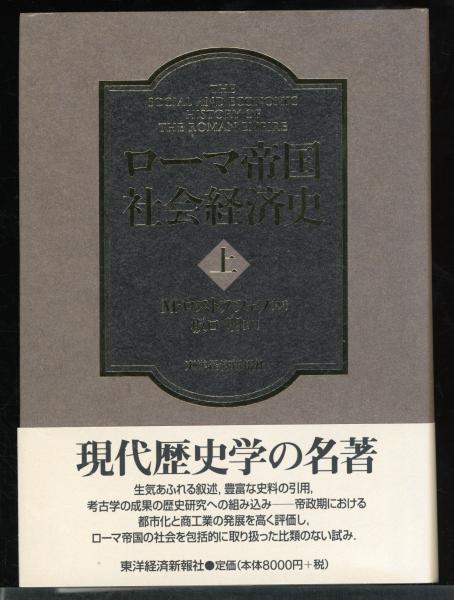 THE
SOCIAL AND ECONOMIC
HISTORY OF
THE ROMAN EMPIRE
ローマ帝国
社会経済史
上
M・ロストフツェフ著
坂口 明訳
東洋経済新報社
現代歴史学の名著
生気あふれる叙述，豊富な史料の引用，
考古学の成果の歴史研究への組み込み――帝政期における
都市化と商工業の発展を高く評価し，
ローマ帝国の社会を包括的に取り扱った比類のない試み．
東洋経済新報社●定価（本体8000円＋税）